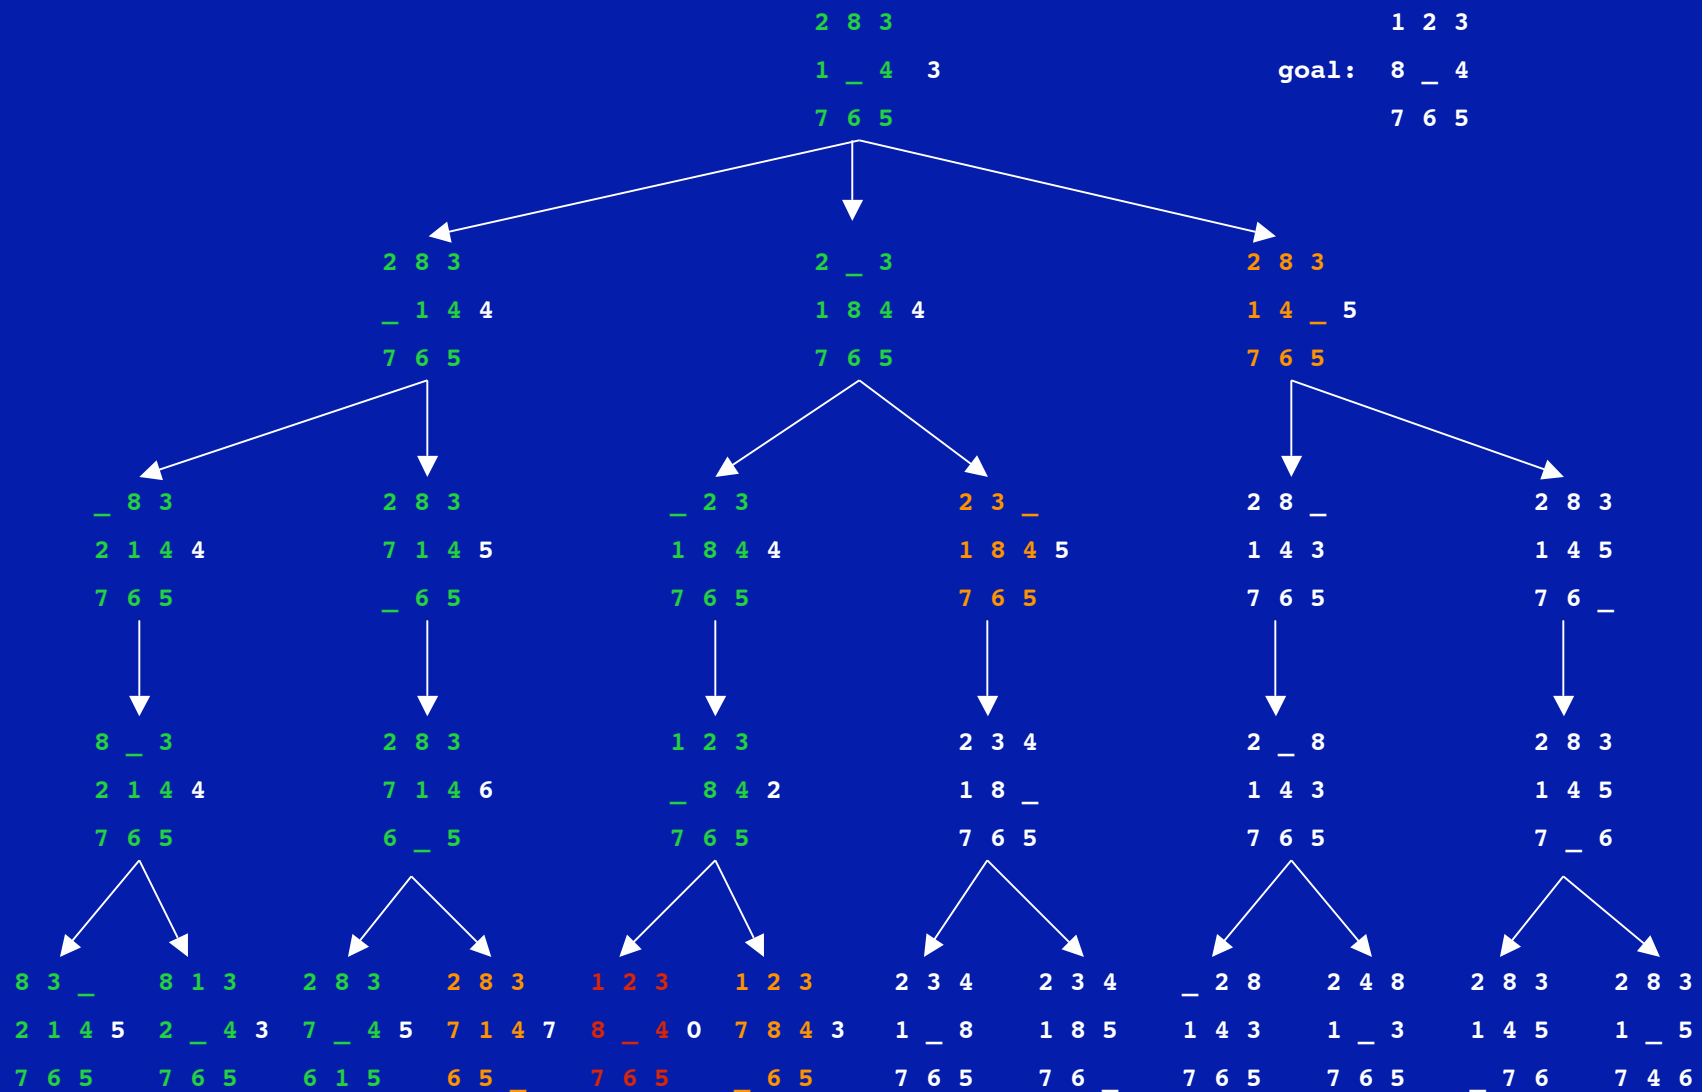 2 8 3 1 2 3
1 _ 4 3 goal: 8 _ 4
7 6 5 7 6 5
2 8 3 2 _ 3 2 8 3
_ 1 4 4 1 8 4 4 1 4 _ 5
7 6 5 7 6 5 7 6 5
_ 8 3 2 8 3 _ 2 3 2 3 _ 2 8 _ 2 8 3
2 1 4 4 7 1 4 5 1 8 4 4 1 8 4 5 1 4 3 1 4 5
7 6 5 _ 6 5 7 6 5 7 6 5 7 6 5 7 6 _
8 _ 3 2 8 3 1 2 3 2 3 4 2 _ 8 2 8 3
2 1 4 4 7 1 4 6 _ 8 4 2 1 8 _ 1 4 3 1 4 5
7 6 5 6 _ 5 7 6 5 7 6 5 7 6 5 7 _ 6
8 3 _ 8 1 3 2 8 3 2 8 3 1 2 3 1 2 3 2 3 4 2 3 4 _ 2 8 2 4 8 2 8 3 2 8 3
2 1 4 5 2 _ 4 3 7 _ 4 5 7 1 4 7 8 _ 4 0 7 8 4 3 1 _ 8 1 8 5 1 4 3 1 _ 3 1 4 5 1 _ 5
7 6 5 7 6 5 6 1 5 6 5 _ 7 6 5 _ 6 5 7 6 5 7 6 _ 7 6 5 7 6 5 _ 7 6 7 4 6